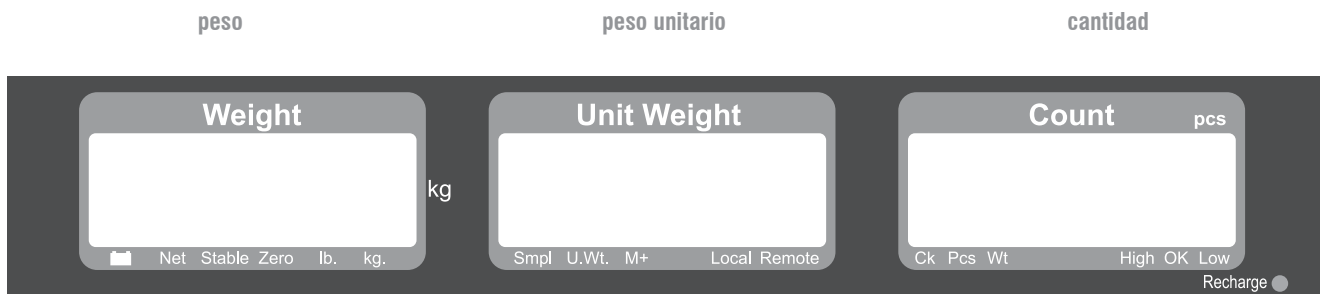 peso peso unitario cantidad
Weight Unit Weight Count pcs
kg
Net Stable Zero lb. kg. Smpl U.Wt. M+ Local Remote Ck Pcs Wt High OK Low
Recharge